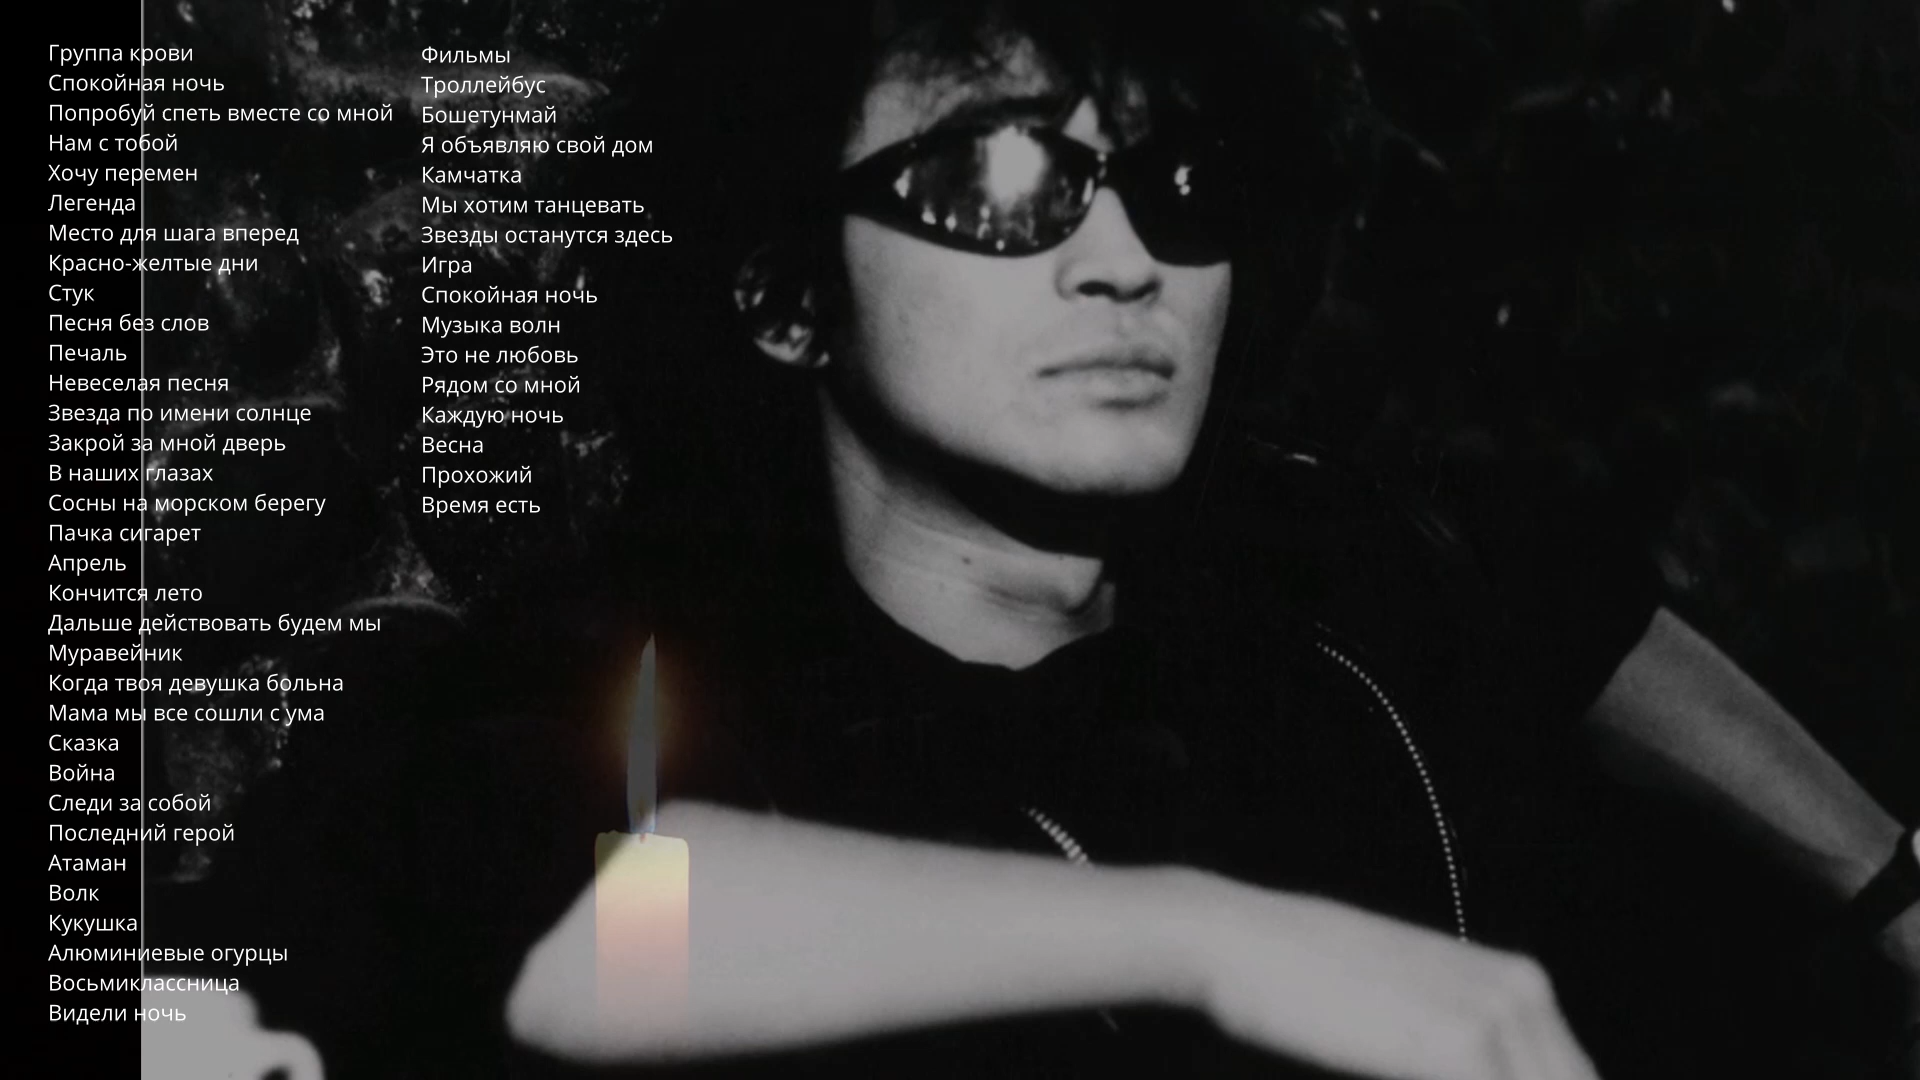 Группа крови
Спокойная ночь
Попробуй спеть вместе со мной
Нам с тобой
Хочу перемен
Легенда
Место для шага вперед
Красно-желтые дни
Стук
Песня без слов
Печаль
Невеселая песня
Звезда по имени солнце
Закрой за мной дверь
В наших глазах
Сосны на морском берегу
Пачка сигарет
Апрель
Кончится лето
Дальше действовать будем мы
Муравейник
Когда твоя девушка больна
Мама мы все сошли с ума
Сказка
Война
Следи за собой
Последний герой
Атаман
Волк
Кукушка
Алюминиевые огурцы
Восьмиклассница
Видели ночь
Фильмы
Троллейбус
Бошетунмай
Я объявляю свой дом
Камчатка
Мы хотим танцевать
Звезды останутся здесь
Игра
Спокойная ночь
Музыка волн
Это не любовь
Рядом со мной
Каждую ночь
Весна
Прохожий
Время есть